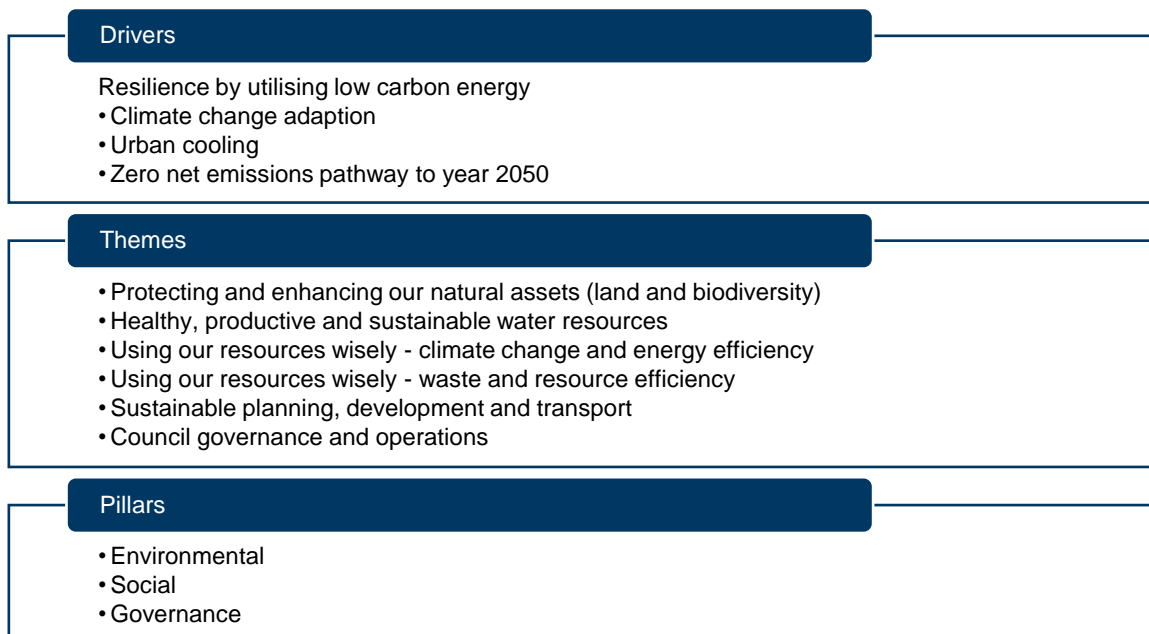 Drivers
Resilience by utilising low carbon energy
• Climate change adaption
• Urban cooling
• Zero net emissions pathway to year 2050
Themes
• Protecting and enhancing our natural assets (land and biodiversity)
• Healthy, productive and sustainable water resources
• Using our resources wisely - climate change and energy efficiency
• Using our resources wisely - waste and resource efficiency
• Sustainable planning, development and transport
• Council governance and operations
Pillars
• Environmental
• Social
• Governance